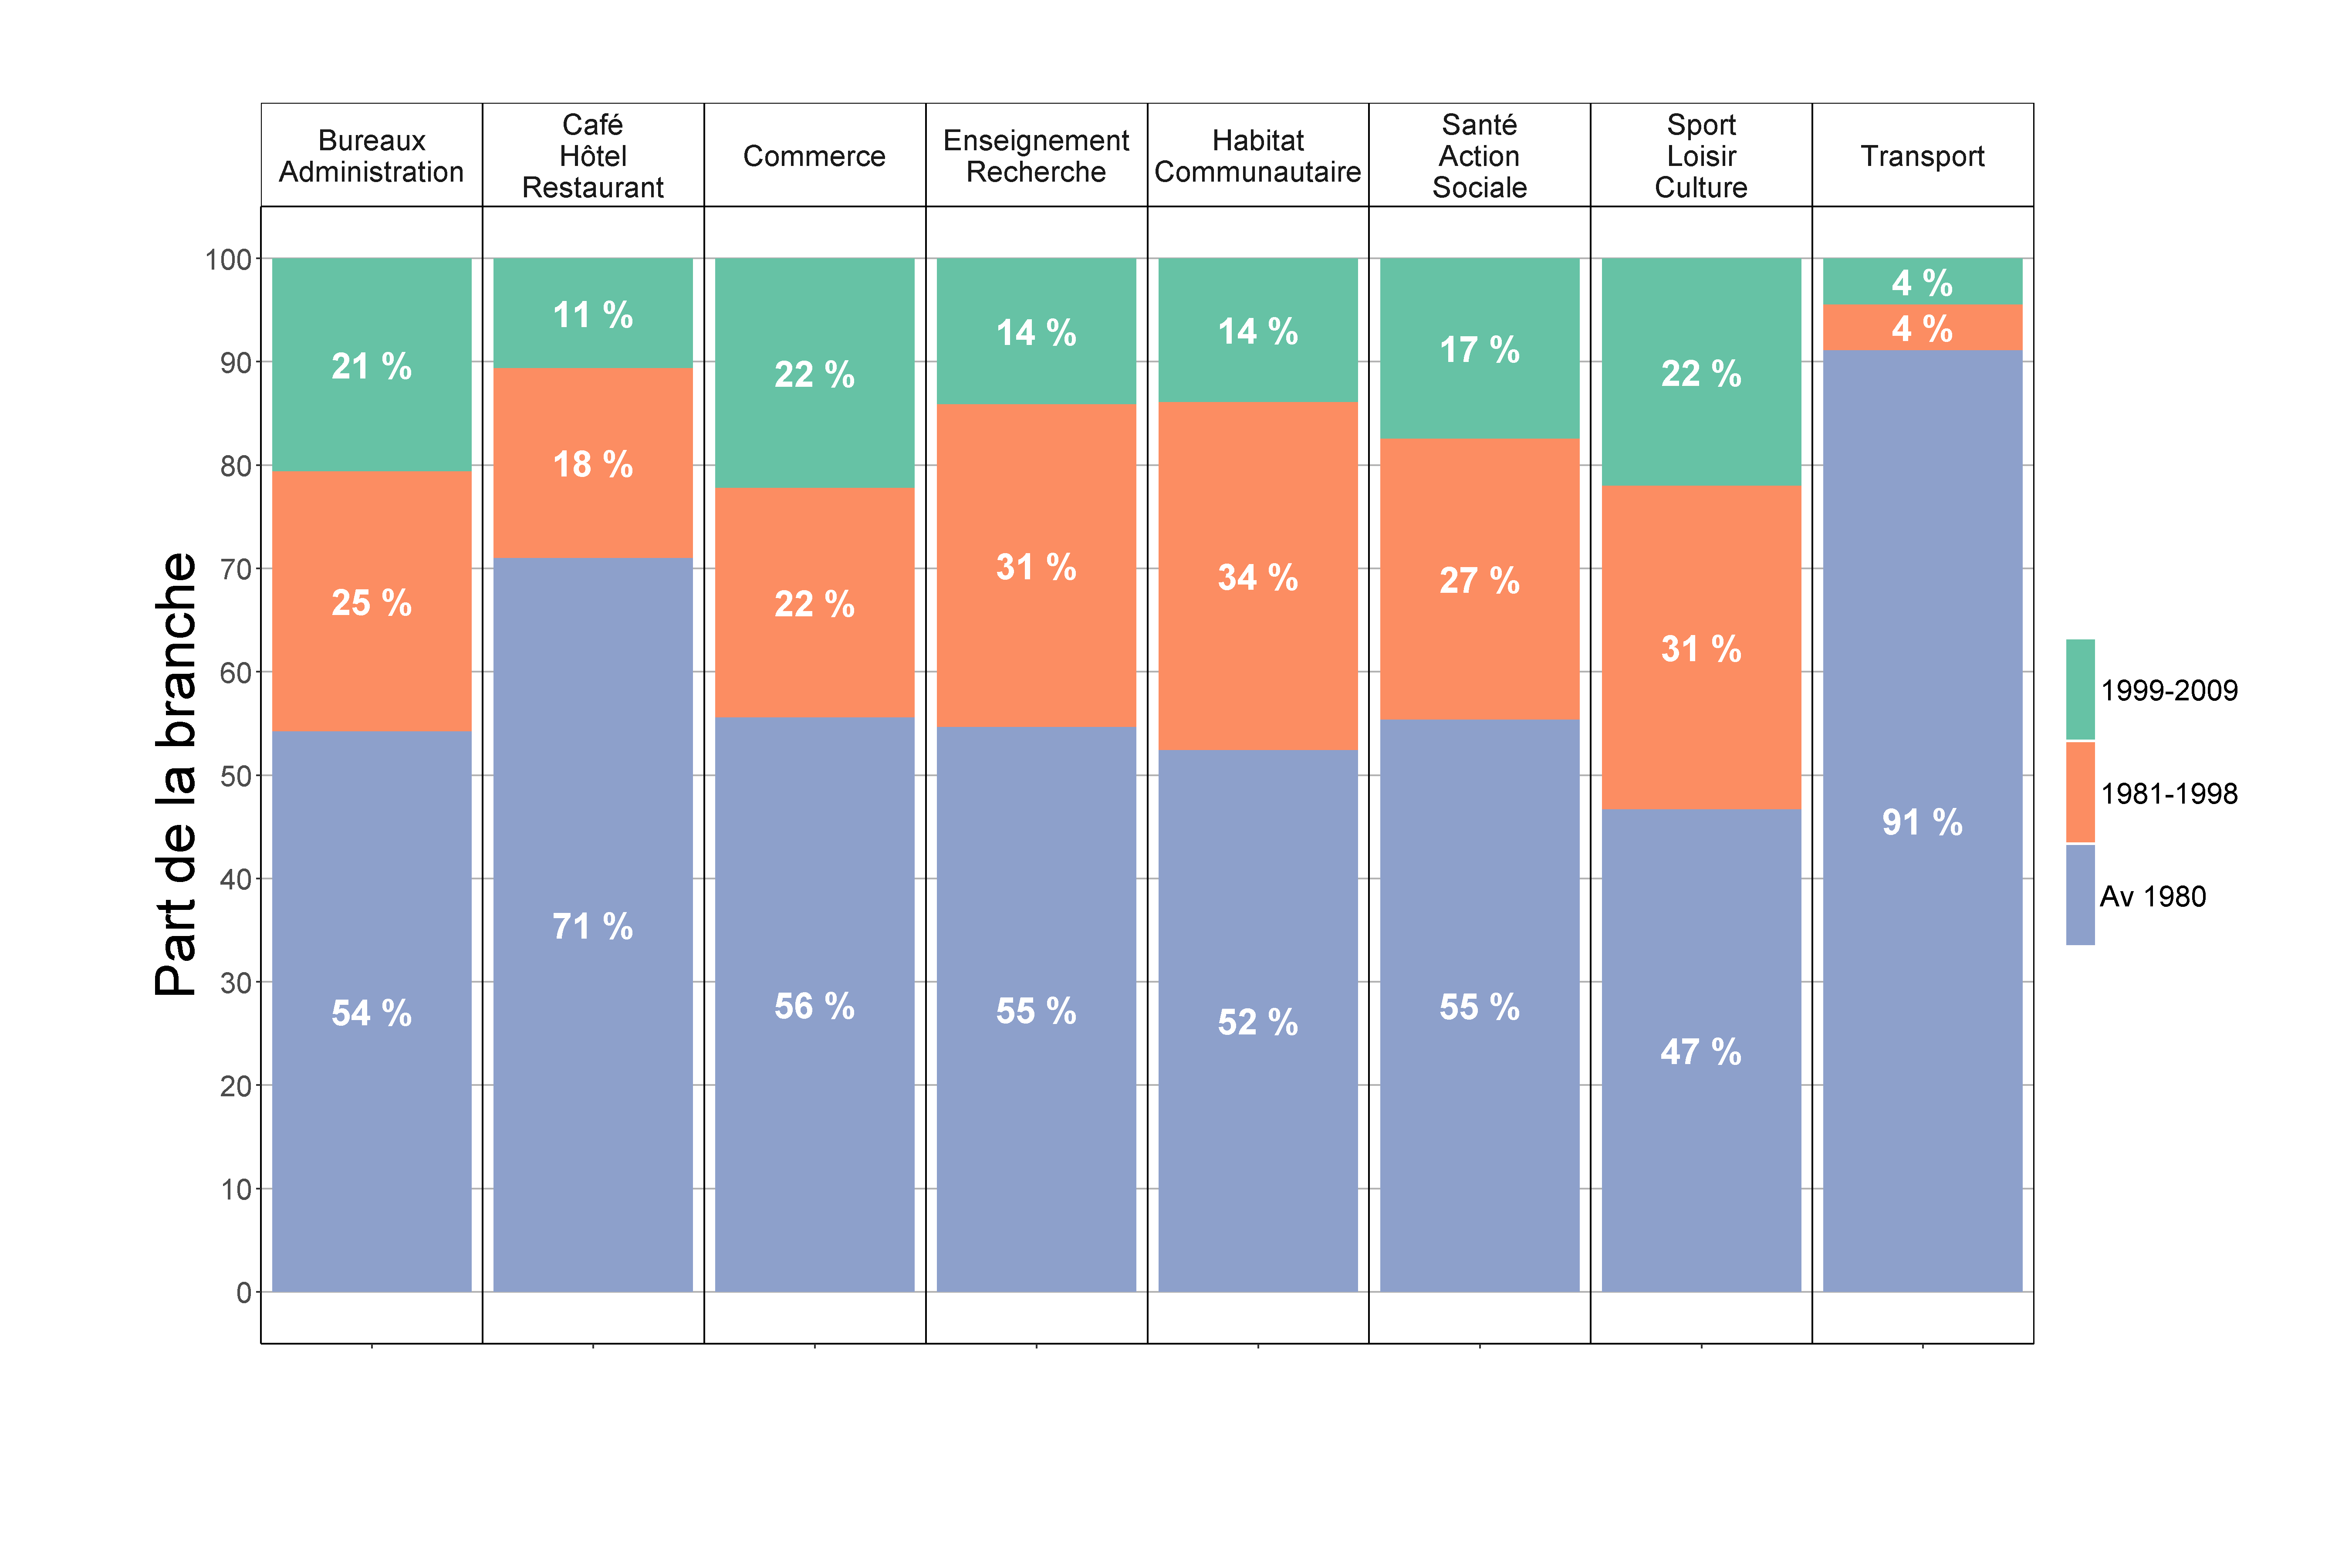 Bureaux
Administration
Café
Hôtel
Restaurant
Commerce
Enseignement
Recherche
Habitat
Communautaire
Santé
Action
Sociale
Sport
Loisir
Culture
Transport
Part de la branche
100
90
80
70
60
50
40
30
20
10
0
21 %
25 %
54 %
11 %
18 %
71 %
22 %
22 %
56 %
14 %
31 %
55 %
14 %
34 %
52 %
17 %
27 %
55 %
22 %
31 %
47 %
4 %
4 %
91 %
1999-2009
1981-1998
Av 1980